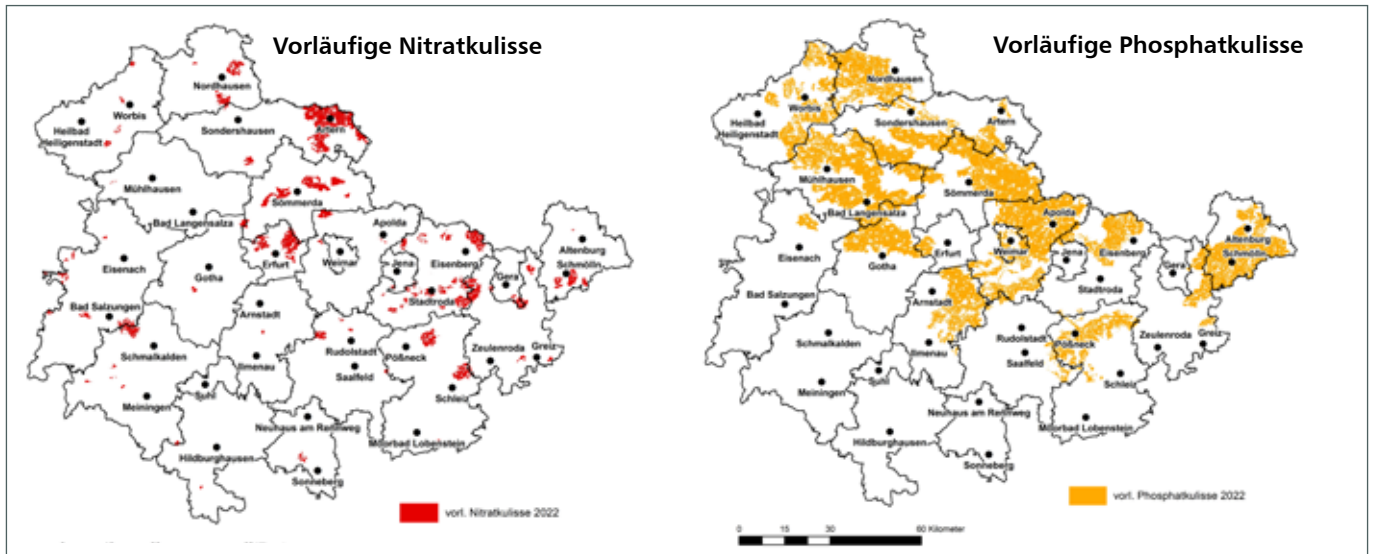 Vorläufige Nitratkulisse
Nordhausen
Worbis
Heilbad
Heiligenstadt
Sondershausen
Artern
Mühlhausen
Sömmerda
Bad Langensalza
Apolda
Altenburg
Eisenach
Erfurt
Weimar
Jena
Eisenberg
Schmölln
Gotha
Gera
Stadtroda
Bad Salzungen
Arnstadt
Schmalkalden
Rudolstadt
Pößneck
Zeulenroda
Greiz
Ilmenau
Saalfeld
Suhl
Schleiz
Meiningen
Neuhaus am Rennweg
Moorbad Lobenstein
Hildburghausen
Sonneberg
vorl. Nitratkulisse 2022
Vorläufige Phosphatkulisse
Nordhausen
Worbis
Heilbad
Heiligenstadt
Sondershausen
Artern
Mühlhausen
Sömmerda
Bad Langensalza
Apolda
Altenburg
Eisenach
Erfurt
Weimar
Jena
Eisenberg
Schmölln
Gotha
Gera
Stadtroda
Bad Salzungen
Arnstadt
Schmalkalden
Rudolstadt
Pößneck
Zeulenroda
Greiz
Ilmenau
Saalfeld
Suhl
Schleiz
Meiningen
Neuhaus am Rennweg
Moorbad Lobenstein
Hildburghausen
Sonneberg
vorl. Phosphatkulisse 2022
0 15 30 60 Kilometer